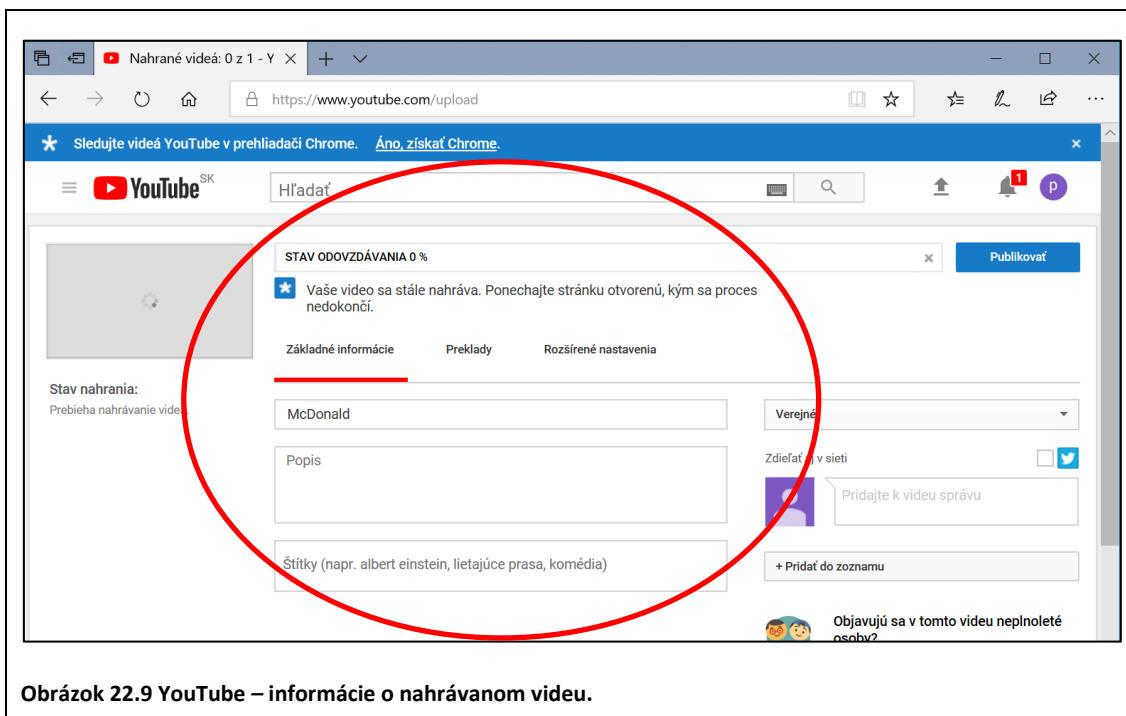 Nahrané videá: 0 z 1 - Y
https://www.youtube.com/upload
Sledujte videá YouTube v prehliadači Chrome. Áno, získať Chrome.
YouTube SK
Hľadať
1
p
STAV ODOVZDÁVANIA 0 %
Publikovať
Vaše video sa stále nahráva. Ponechajte stránku otvorenú, kým sa proces
nedokončí.
Základné informácie Preklady Rozšírené nastavenia
Stav nahrania:
Prebieha nahrávanie videa.
McDonald
Verejné
Popis
Zdieľať aj v sieti
Pridajte k videu správu
Štítky (napr. albert einstein, lietajúce prasa, komédia)
+ Pridať do zoznamu
Objavujú sa v tomto videu neplnoleté
osoby?
Obrázok 22.9 YouTube – informácie o nahrávanom videu.